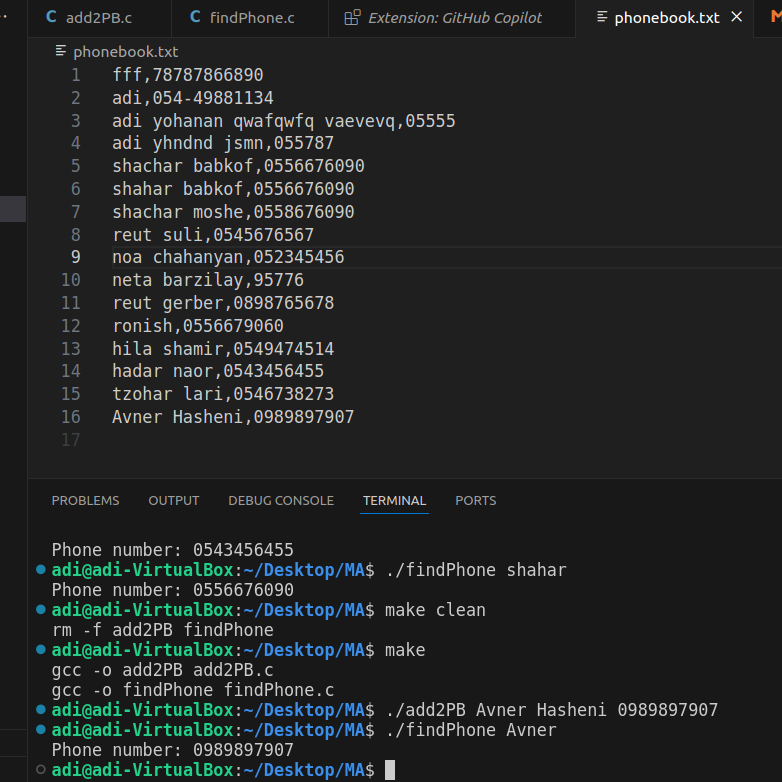 C add2PB.c C findPhone.c Extension: GitHub Copilot phonebook.txt
phonebook.txt
1 fff,78787866890
2 adi,054-49881134
3 adi yohanan qwafqwfq vaevevq,05555
4 adi yhndnd jsmn,055787
5 shachar babkof,0556676090
6 shahar babkof,0556676090
7 shachar moshe,0558676090
8 reut suli,0545676567
9 noa chahanyan,052345456
10 neta barzilay,95776
11 reut gerber,0898765678
12 ronish,0556679060
13 hila shamir,0549474514
14 hadar naor,0543456455
15 tzohar lari,0546738273
16 Avner Hasheni,0989897907
17
PROBLEMS OUTPUT DEBUG CONSOLE TERMINAL PORTS
Phone number: 0543456455
adi@adi-VirtualBox:~/Desktop/MA$ ./findPhone shahar
Phone number: 0556676090
adi@adi-VirtualBox:~/Desktop/MA$ make clean
rm -f add2PB findPhone
adi@adi-VirtualBox:~/Desktop/MA$ make
gcc -o add2PB add2PB.c
gcc -o findPhone findPhone.c
adi@adi-VirtualBox:~/Desktop/MA$ ./add2PB Avner Hasheni 0989897907
adi@adi-VirtualBox:~/Desktop/MA$ ./findPhone Avner
Phone number: 0989897907
adi@adi-VirtualBox:~/Desktop/MA$